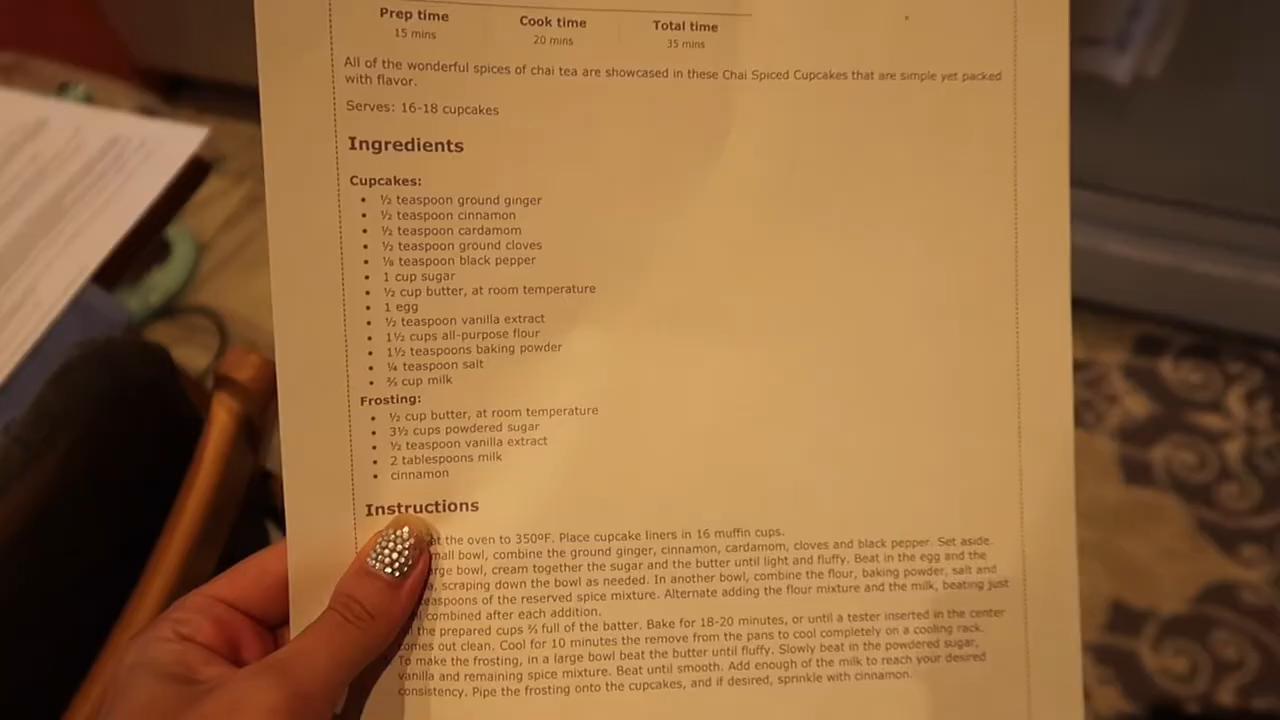 Prep time Cook time Total time
15 mins 20 mins 35 mins
All of the wonderful spices of chai tea are showcased in these Chai Spiced Cupcakes that are simple yet packed
with flavor.
Serves: 16-18 cupcakes
Ingredients
Cupcakes:
• ½ teaspoon ground ginger
• ½ teaspoon cinnamon
• ½ teaspoon cardamom
• ½ teaspoon ground cloves
• ⅛ teaspoon black pepper
• 1 cup sugar
• ½ cup butter, at room temperature
• 1 egg
• ½ teaspoon vanilla extract
• 1½ cups all-purpose flour
• 1½ teaspoons baking powder
• ¼ teaspoon salt
• ⅔ cup milk
Frosting:
• ½ cup butter, at room temperature
• 3½ cups powdered sugar
• ½ teaspoon vanilla extract
• 2 tablespoons milk
• cinnamon
Instructions
at the oven to 350ºF. Place cupcake liners in 16 muffin cups.
mall bowl, combine the ground ginger, cinnamon, cardamom, cloves and black pepper. Set aside.
rge bowl, cream together the sugar and the butter until light and fluffy. Beat in the egg and the
, scraping down the bowl as needed. In another bowl, combine the flour, baking powder, salt and
easpoons of the reserved spice mixture. Alternate adding the flour mixture and the milk, beating just
combined after each addition.
the prepared cups ⅔ full of the batter. Bake for 18-20 minutes, or until a tester inserted in the center
omes out clean. Cool for 10 minutes the remove from the pans to cool completely on a cooling rack.
To make the frosting, in a large bowl beat the butter until fluffy. Slowly beat in the powdered sugar,
vanilla and remaining spice mixture. Beat until smooth. Add enough of the milk to reach your desired
consistency. Pipe the frosting onto the cupcakes, and if desired, sprinkle with cinnamon.